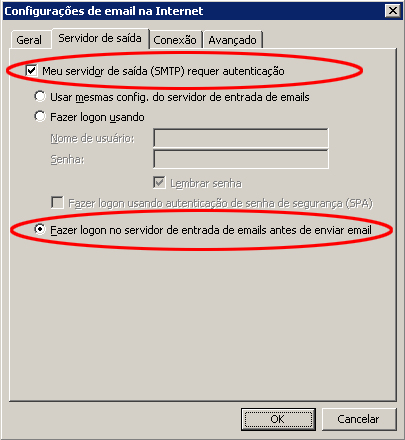 Configurações de email na Internet
Geral Servidor de saída Conexão Avançado
Meu servidor de saída (SMTP) requer autenticação
Usar mesmas config. do servidor de entrada de emails
Fazer logon usando
Nome de usuário:
Senha:
Lembrar senha
Fazer logon usando autenticação de senha de segurança (SPA)
Fazer logon no servidor de entrada de emails antes de enviar email
OK Cancelar